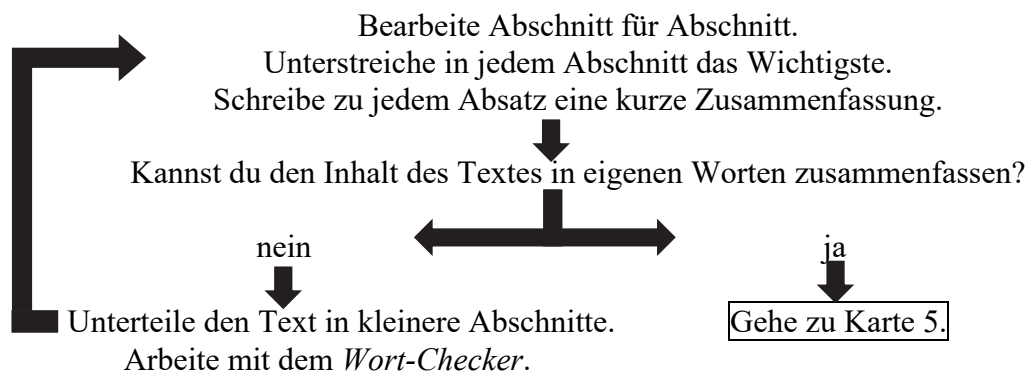 Bearbeite Abschnitt für Abschnitt.
Unterstreiche in jedem Abschnitt das Wichtigste.
Schreibe zu jedem Absatz eine kurze Zusammenfassung.
Kannst du den Inhalt des Textes in eigenen Worten zusammenfassen?
nein
ja
Unterteile den Text in kleinere Abschnitte.
Gehe zu Karte 5.
Arbeite mit dem Wort-Checker.